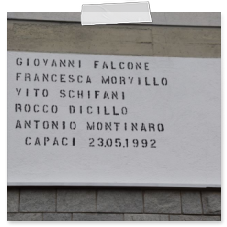 GIOVANNI FALCONE
FRANCESCA MORVILLO
VITO SCHIFANI
ROCCO DICILLO
ANTONIO MONTINARO
CAPACI 23.05.1992